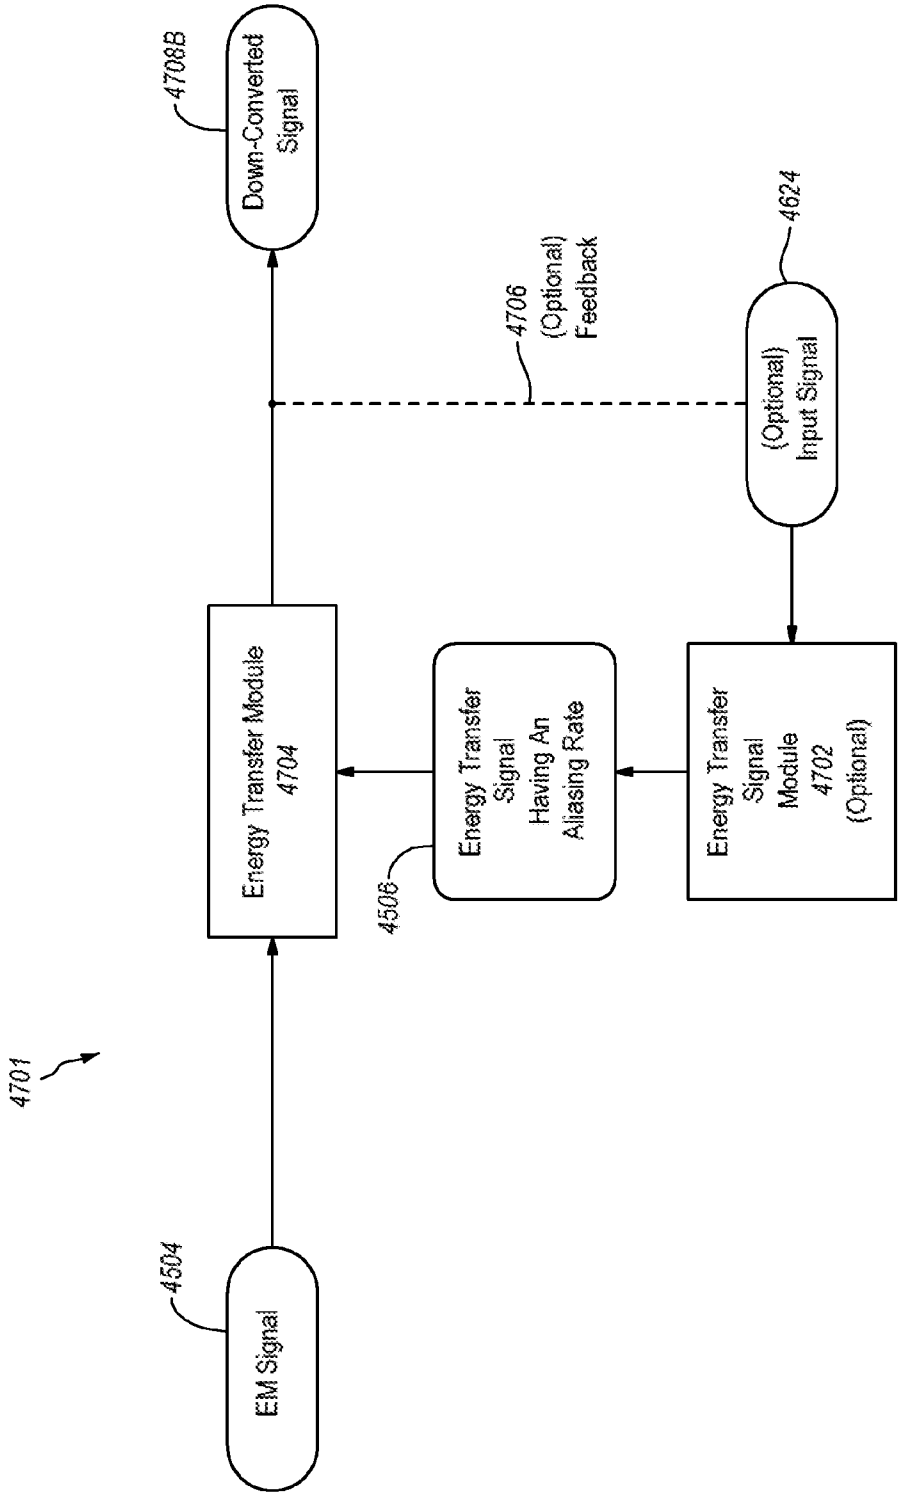 4701
4504
EM Signal
Energy Transfer Module
4704
4708B
Down-Converted
Signal
4506
Energy Transfer
Signal
Having An
Aliasing Rate
4706
(Optional)
Feedback
Energy Transfer
Signal
Module
4702
(Optional)
4624
(Optional)
Input Signal